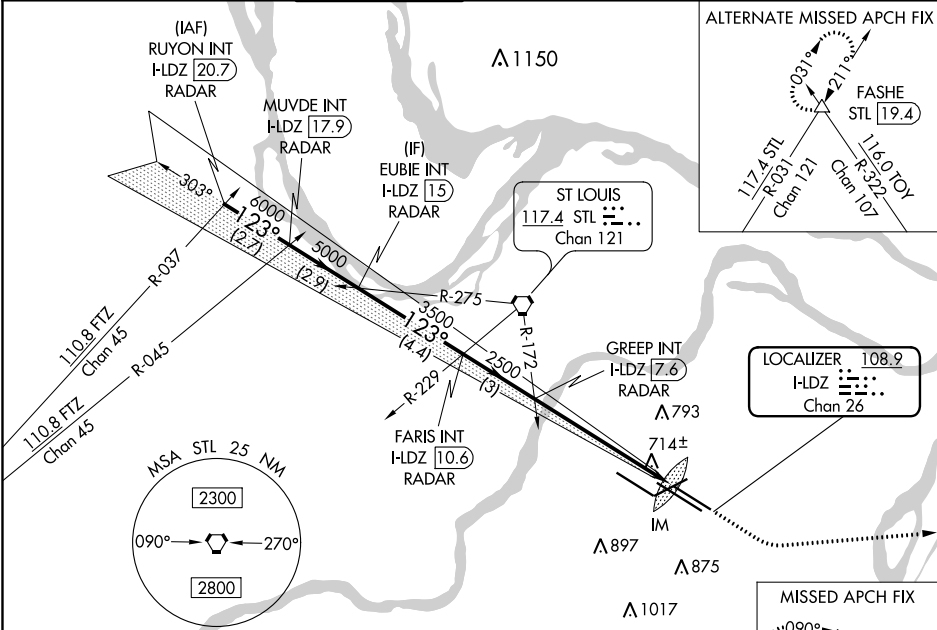 (IAF)
RUYON INT
I-LDZ 20.7
RADAR
MUVDE INT
I-LDZ 17.9
RADAR
(IF)
EUBIE INT
I-LDZ 15
RADAR
1150
ALTERNATE MISSED APCH FIX
031°
211°
FASHE
STL 19.4
117.4 STL
R-031
Chan 121
116.0 TOY
R-322
Chan 107
ST LOUIS
117.4 STL
Chan 121
303°
6000
123°
(2.7)
5000
(2.9)
R-275
3500
123°
(4.4)
2500
(3)
R-172
R-229
R-037
110.8 FTZ
Chan 45
R-045
110.8 FTZ
Chan 45
GREEP INT
I-LDZ 7.6
RADAR
LOCALIZER 108.9
I-LDZ
Chan 26
793
714±
FARIS INT
I-LDZ 10.6
RADAR
IM
MSA STL 25 NM
2300
090°
270°
2800
897
875
1017
MISSED APCH FIX
090°